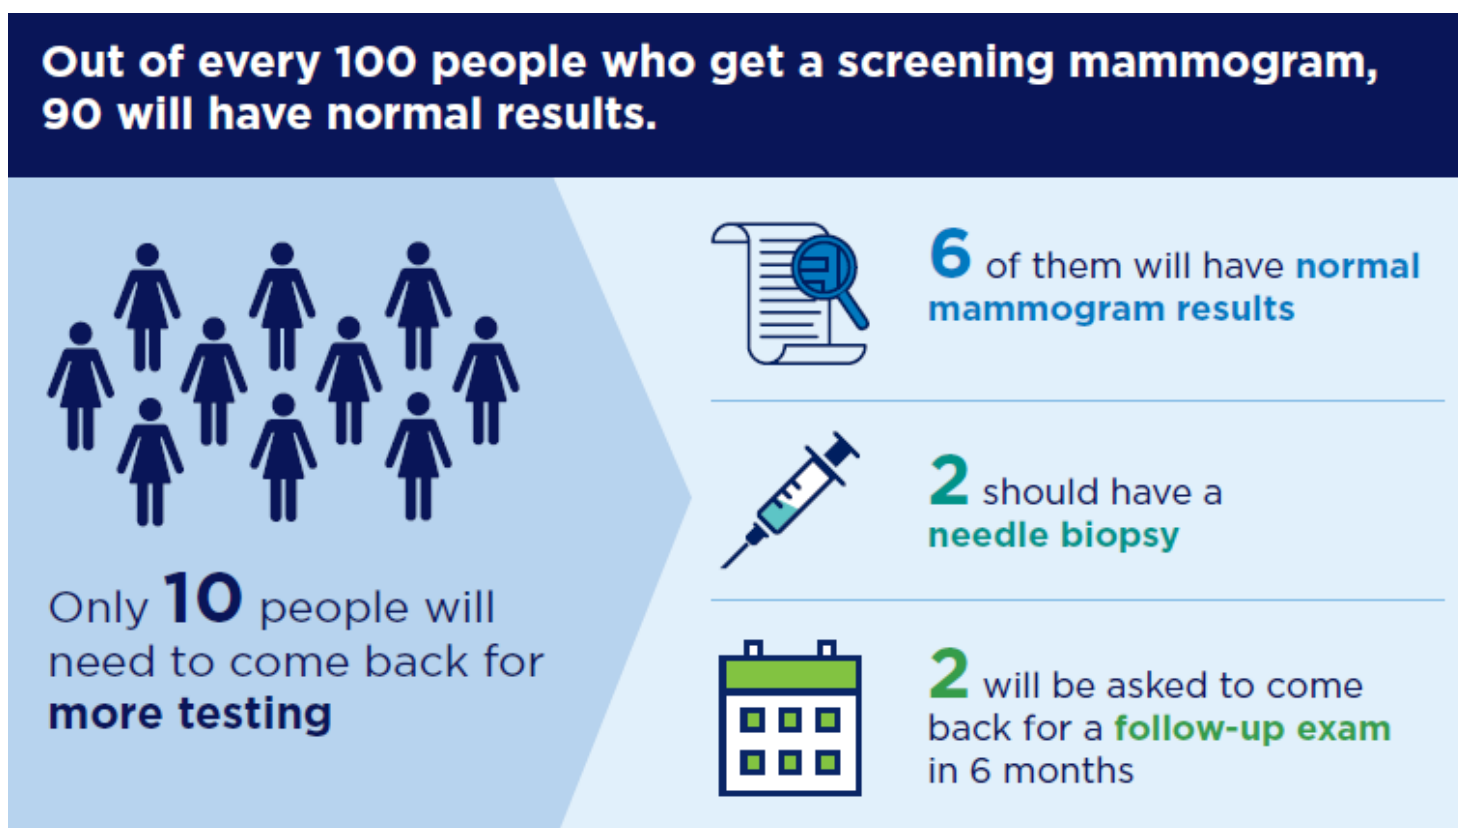 Out of every 100 people who get a screening mammogram,
90 will have normal results.
Only 10 people will
need to come back for
more testing
6 of them will have normal
mammogram results
2 should have a
needle biopsy
2 will be asked to come
back for a follow-up exam
in 6 months